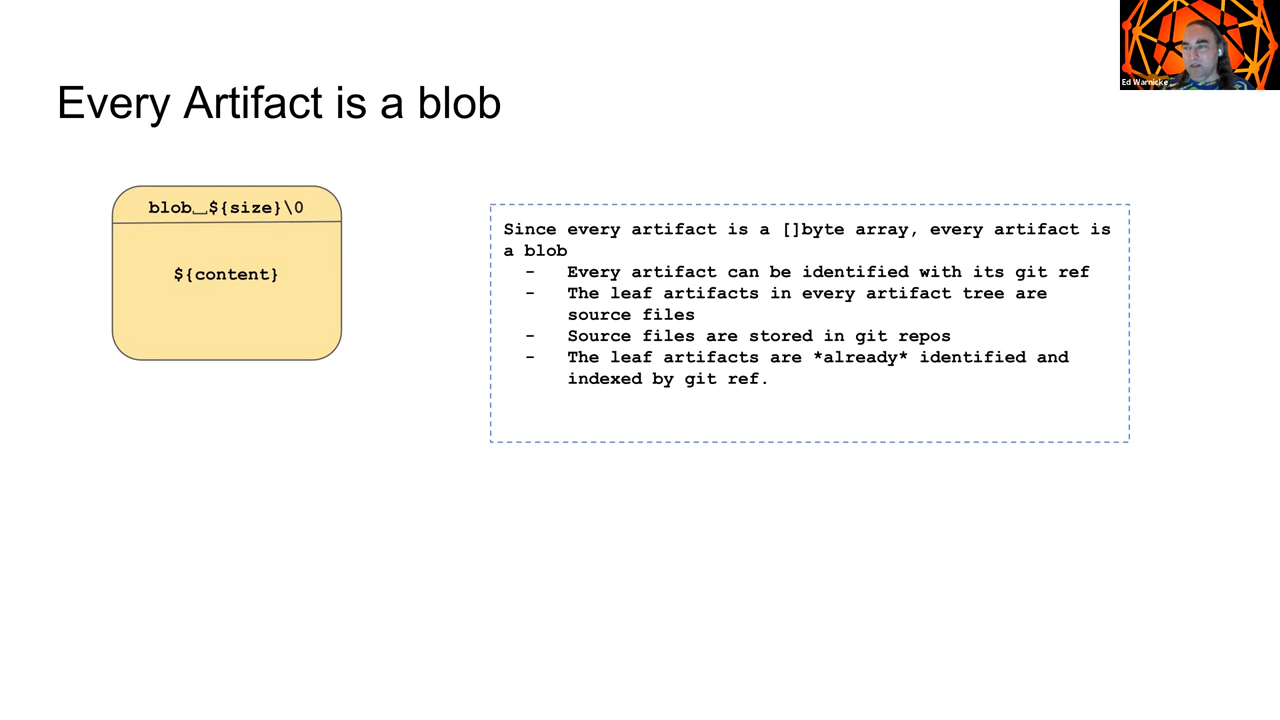 Ed Warnicke
Every Artifact is a blob
blob␣${size}\0
${content}
Since every artifact is a []byte array, every artifact is
a blob
- Every artifact can be identified with its git ref
- The leaf artifacts in every artifact tree are
source files
- Source files are stored in git repos
- The leaf artifacts are *already* identified and
indexed by git ref.